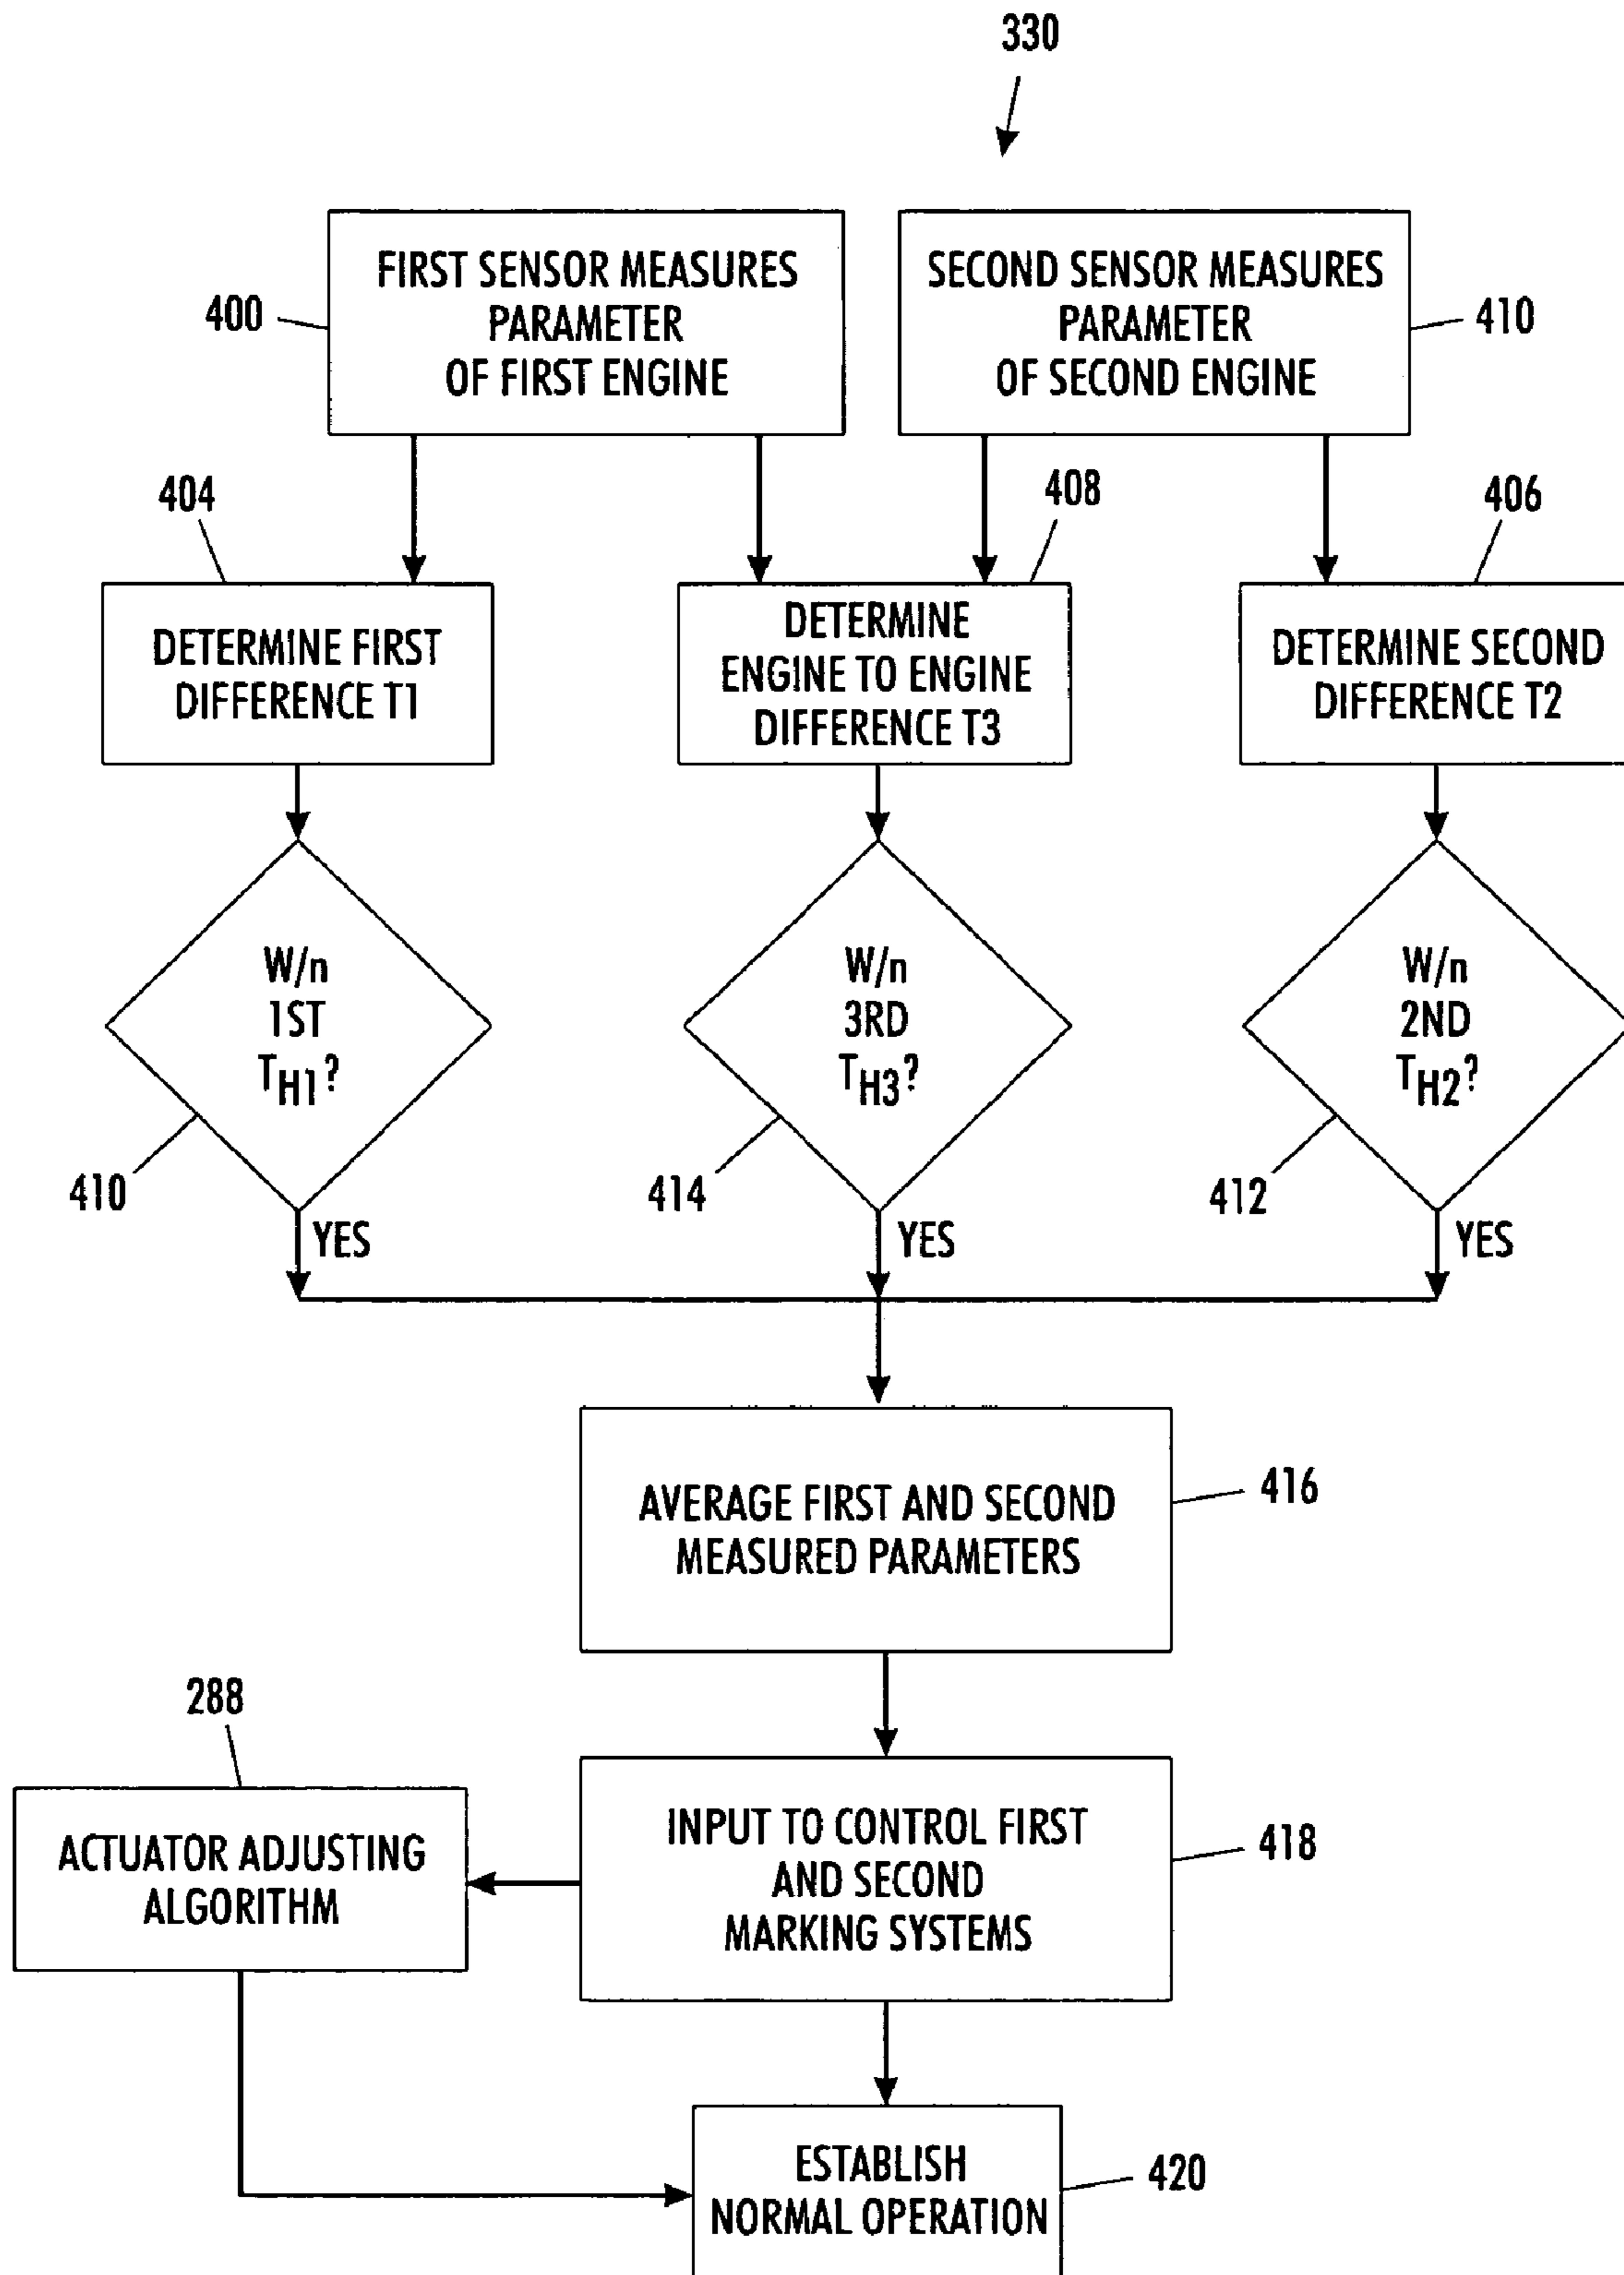 330
FIRST SENSOR MEASURES
PARAMETER
OF FIRST ENGINE
400
SECOND SENSOR MEASURES
PARAMETER
OF SECOND ENGINE
410
404
408
406
DETERMINE FIRST
DIFFERENCE T1
DETERMINE
ENGINE TO ENGINE
DIFFERENCE T3
DETERMINE SECOND
DIFFERENCE T2
W/n
1ST
TH1?
W/n
3RD
TH3?
W/n
2ND
TH2?
410
414
412
YES
YES
YES
AVERAGE FIRST AND SECOND
MEASURED PARAMETERS
416
288
ACTUATOR ADJUSTING
ALGORITHM
INPUT TO CONTROL FIRST
AND SECOND
MARKING SYSTEMS
418
ESTABLISH
NORMAL OPERATION
420